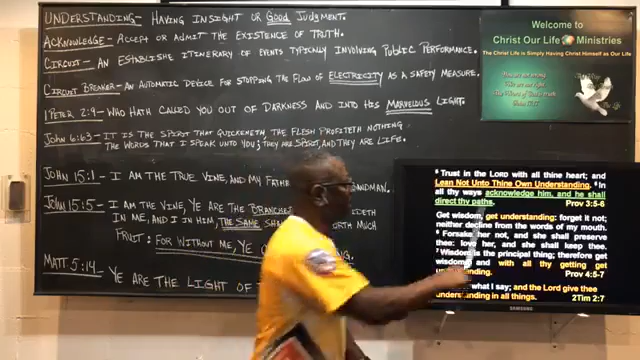 UNDERSTANDING- HAVING INSIGHT OR GOOD JUDGMENT.
ACKNOWLEDGE- ACCEPT OR ADMIT THE EXISTENCE OF TRUTH.
CIRCUIT- AN ESTABLISHE ITINERARY OF EVENTS TYPICALLY INVOLVING PUBLIC PERFORMANCE.
CIRCUIT BREAKER- AN AUTOMATIC DEVICE FOR STOPPING THE FLOW OF ELECTRICITY AS A SAFETY MEASURE.
1 PETER 2:9- WHO HATH CALLED YOU OUT OF DARKNESS AND INTO HIS MARVELOUS LIGHT.
JOHN 6:63- IT IS THE SPIRIT THAT QUICKENETH THE FLESH PROFITETH NOTHING
THE WORDS THAT I SPEAK UNTO YOU; THEY ARE SPIRIT AND THEY ARE LIFE.
JOHN 15:1- I AM THE TRUE VINE, AND MY FATHE ANDMAN.
JOHN 15:5- I AM THE VINE, YE ARE THE BRANCHES IDETH
IN ME, AND I IN HIM, THE SAME SHA RTH MUCH
FRUIT: FOR WITHOUT ME, YE NG.
MATT 5:14- YE ARE THE LIGHT OF
Welcome to
Christ Our Life Ministries
The Christ Life is Simply Having Christ Himself as Our Life
6 Trust in the LORD with all thine heart; and
Lean Not Unto Thine Own Understanding. 6 In
all thy ways acknowledge him, and he shall
direct thy paths. Prov 3:5-6
Get wisdom, get understanding: forget it not;
neither decline from the words of my mouth.
Forsake her not, and she shall preserve
thee: love her, and she shall keep thee.
7 Wisdom is the principal thing; therefore get
wisdom: and with all thy getting get
understanding. Prov 4:5-7
what I say; and the Lord give thee
understanding in all things. 2Tim 2:7
SAMSUNG